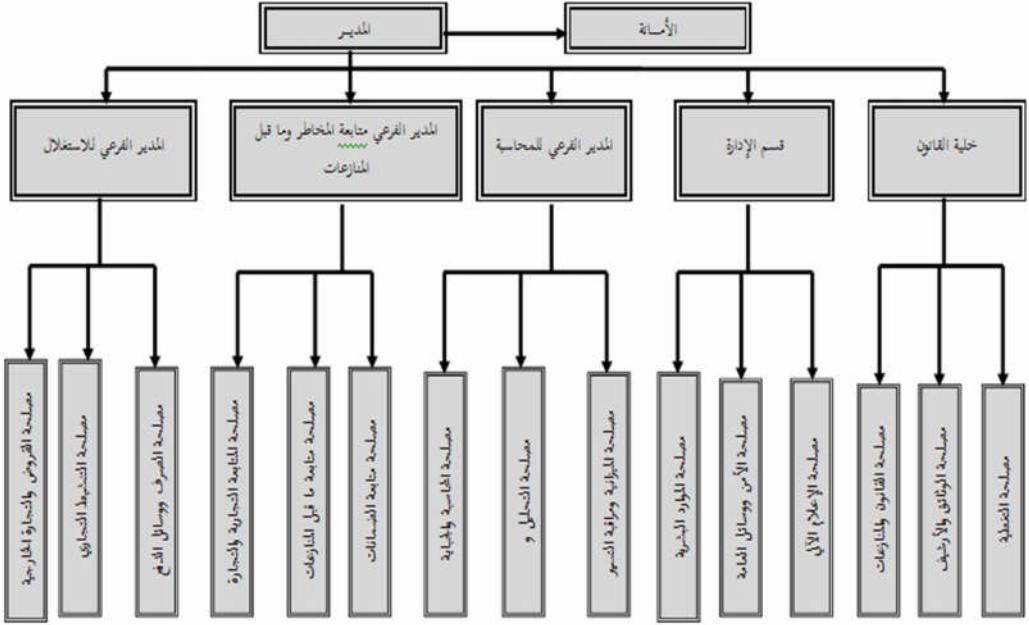 المديـر
الأمـــانة
خلية القانون
قسم الإدارة
المدير الفرعي للمحاسبة
المدير الفرعي متابعة المخاطر وما قبل
المنازعات
المدير الفرعي للاستغلال
مصلحة التغطية
مصلحة الوثائق والأرشيف
مصلحة القانون والمنازعات
مصلحة الإعلام الآلي
مصلحة الأمن ووسائل العامة
مصلحة الموارد البشرية
مصلحة الميزانية ومراقبة التسيير
مصلحة التحليل و
مصلحة المحاسبة والجباية
مصلحة متابعة الضمانات
مصلحة متابعة ما قبل المنازعات
مصلحة المتابعة التجارية والتجارة
مصلحة الصرف ووسائل الدفع
مصلحة التنشيط التجاري
مصلحة القروض والتجارة الخارجية